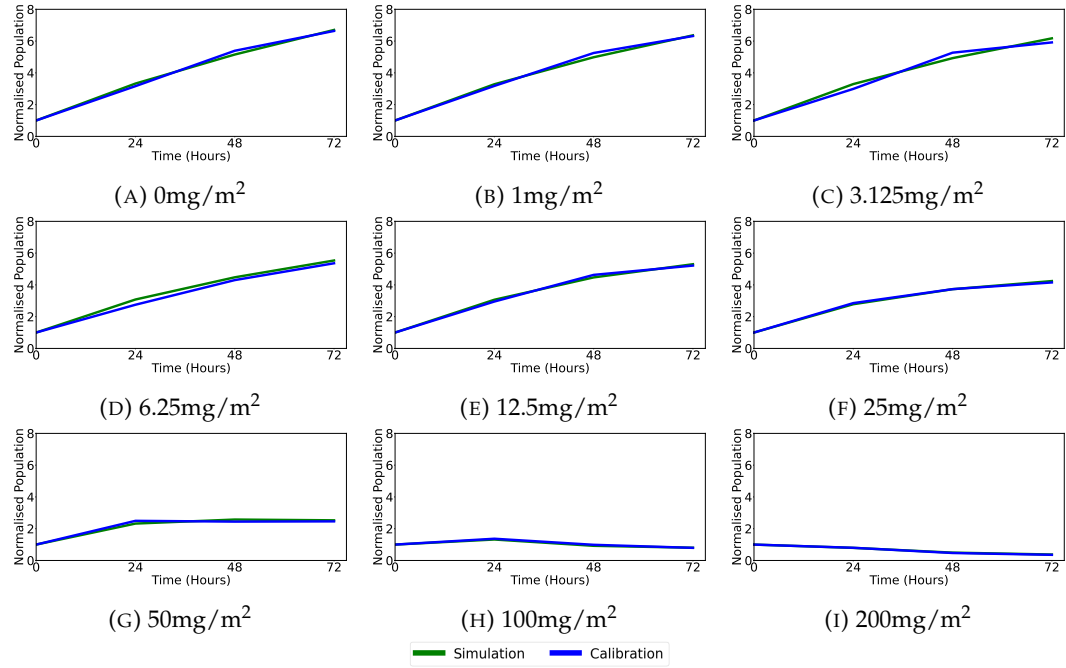 Normalised Population
8
6
4
2
0
0
24
48
72
Time (Hours)
(A) 0mg/m²
Normalised Population
8
6
4
2
0
0
24
48
72
Time (Hours)
(B) 1mg/m²
Normalised Population
8
6
4
2
0
0
24
48
72
Time (Hours)
(C) 3.125mg/m²
Normalised Population
8
6
4
2
0
0
24
48
72
Time (Hours)
(D) 6.25mg/m²
Normalised Population
8
6
4
2
0
0
24
48
72
Time (Hours)
(E) 12.5mg/m²
Normalised Population
8
6
4
2
0
0
24
48
72
Time (Hours)
(F) 25mg/m²
Normalised Population
8
6
4
2
0
0
24
48
72
Time (Hours)
(G) 50mg/m²
Normalised Population
8
6
4
2
0
0
24
48
72
Time (Hours)
(H) 100mg/m²
Normalised Population
8
6
4
2
0
0
24
48
72
Time (Hours)
(I) 200mg/m²
Simulation
Calibration